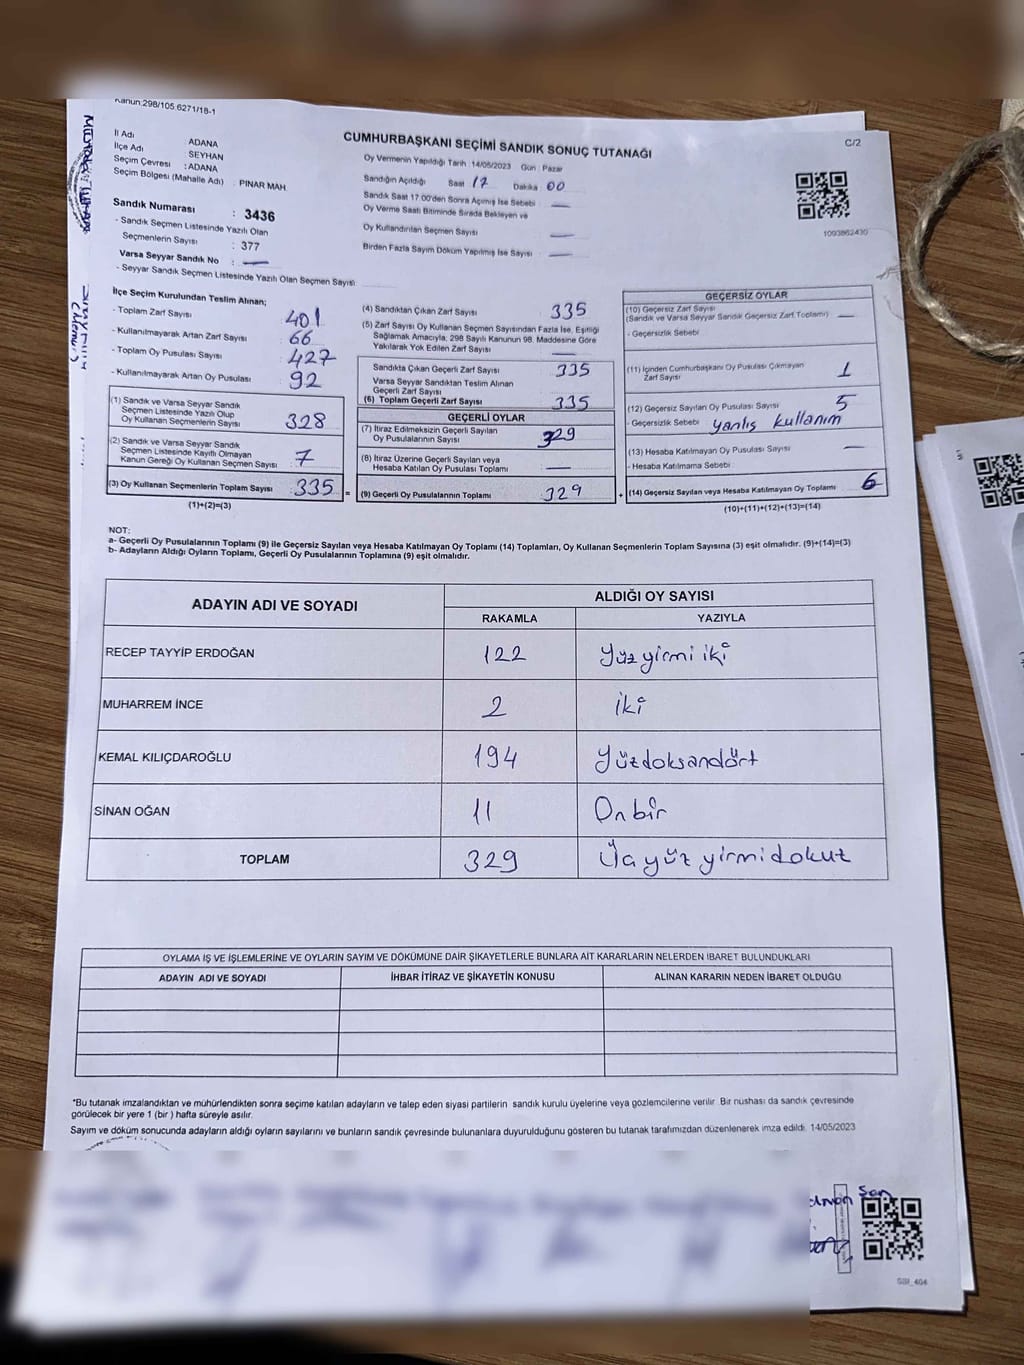 Kanun:298/105,6271/18-1
C/2
CUMHURBAŞKANI SEÇİMİ SANDIK SONUÇ TUTANAĞI
İl Adı ADANA
İlçe Adı SEYHAN
Seçim Çevresi :ADANA
Seçim Bölgesi (Mahalle Adı) : PINAR MAH
Sandık Numarası : 3436
- Sandık Seçmen Listesinde Yazılı Olan
Seçmenlerin Sayısı : 377
Varsa Seyyar Sandık No : —
- Seyyar Sandık Seçmen Listesinde Yazılı Olan Seçmen Sayısı:
Oy Vermenin Yapıldığı Tarih :14/05/2023 Gün : Pazar
Sandığın Açıldığı Saat 17 Dakika 00
Sandık Saat 17.00'den Sonra Açılmış İse Sebebi —
Oy Verme Saati Bitiminde Sırada Bekleyen ve
Oy Kullandırılan Seçmen Sayısı —
Birden Fazla Sayım Döküm Yapılmış İse Sayısı —
1093862430
İlçe Seçim Kurulundan Teslim Alınan;
- Toplam Zarf Sayısı 401
- Kullanılmayarak Artan Zarf Sayısı 66
- Toplam Oy Pusulası Sayısı 427
- Kullanılmayarak Artan Oy Pusulası 92
(1) Sandık ve Varsa Seyyar Sandık
Seçmen Listesinde Yazılı Olup
Oy Kullanan Seçmenlerin Sayısı 328
(2) Sandık ve Varsa Seyyar Sandık
Seçmen Listesinde Kayıtlı Olmayan
Kanun Gereği Oy Kullanan Seçmen Sayısı 7
(3) Oy Kullanan Seçmenlerin Toplam Sayısı 335 =
(1)+(2)=(3)
(4) Sandıktan Çıkan Zarf Sayısı 335
(5) Zarf Sayısı Oy Kullanan Seçmen Sayısından Fazla İse, Eşitliği
Sağlamak Amacıyla; 298 Sayılı Kanunun 98. Maddesine Göre
Yakılarak Yok Edilen Zarf Sayısı —
Sandıkta Çıkan Geçerli Zarf Sayısı 335
Varsa Seyyar Sandıktan Teslim Alınan
Geçerli Zarf Sayısı
(6) Toplam Geçerli Zarf Sayısı 335
GEÇERLİ OYLAR
(7) İtiraz Edilmeksizin Geçerli Sayılan
Oy Pusulalarının Sayısı 329
(8) İtiraz Üzerine Geçerli Sayılan veya
Hesaba Katılan Oy Pusulası Toplamı —
(9) Geçerli Oy Pusulalarının Toplamı 329 +
GEÇERSİZ OYLAR
(10) Geçersiz Zarf Sayısı
(Sandık ve Varsa Seyyar Sandık Geçersiz Zarf Toplamı) —
- Geçersizlik Sebebi
(11) İçinden Cumhurbaşkanı Oy Pusulası Çıkmayan
Zarf Sayısı 1
(12) Geçersiz Sayılan Oy Pusulası Sayısı 5
- Geçersizlik Sebebi yanlış kullanım
(13) Hesaba Katılmayan Oy Pusulası Sayısı —
- Hesaba Katılmama Sebebi
(14) Geçersiz Sayılan veya Hesaba Katılmayan Oy Toplamı 6
(10)+(11)+(12)+(13)=(14)
NOT:
a- Geçerli Oy Pusulalarının Toplamı (9) ile Geçersiz Sayılan veya Hesaba Katılmayan Oy Toplamı (14) Toplamları, Oy Kullanan Seçmenlerin Toplam Sayısına (3) eşit olmalıdır. (9)+(14)=(3)
b- Adayların Aldığı Oyların Toplamı, Geçerli Oy Pusulalarının Toplamına (9) eşit olmalıdır.
ADAYIN ADI VE SOYADI ALDIĞI OY SAYISI
RAKAMLA YAZIYLA
RECEP TAYYİP ERDOĞAN 122 Yüz yirmi iki
MUHARREM İNCE 2 iki
KEMAL KILIÇDAROĞLU 194 Yüzdoksandört
SİNAN OĞAN 11 On bir
TOPLAM 329 Üç yüz yirmi dokuz
OYLAMA İŞ VE İŞLEMLERİNE VE OYLARIN SAYIM VE DÖKÜMÜNE DAİR ŞİKAYETLERLE BUNLARA AİT KARARLARIN NELERDEN İBARET BULUNDUKLARI
ADAYIN ADI VE SOYADI İHBAR İTİRAZ VE ŞİKAYETİN KONUSU ALINAN KARARIN NEDEN İBARET OLDUĞU
*Bu tutanak imzalandıktan ve mühürlendikten sonra seçime katılan adayların ve talep eden siyasi partilerin sandık kurulu üyelerine veya gözlemcilerine verilir. Bir nushası da sandık çevresinde
görülecek bir yere 1 (bir ) hafta süreyle asılır.
Sayım ve döküm sonucunda adayların aldığı oyların sayılarını ve bunların sandık çevresinde bulunanlara duyurulduğunu gösteren bu tutanak tarafımızdan düzenlenerek imza edildi. 14/05/2023